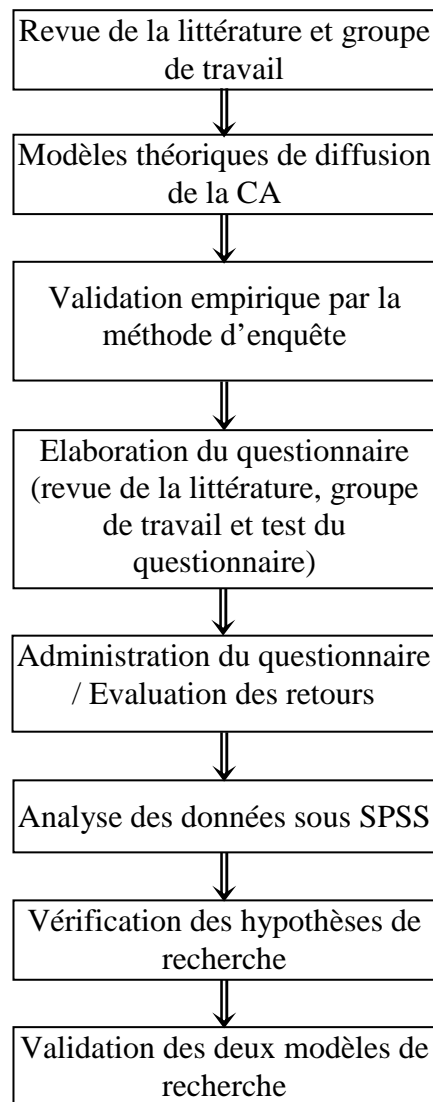 Revue de la littérature et groupe
de travail
Modèles théoriques de diffusion
de la CA
Validation empirique par la
méthode d'enquête
Elaboration du questionnaire
(revue de la littérature, groupe
de travail et test du
questionnaire)
Administration du questionnaire
/ Evaluation des retours
Analyse des données sous SPSS
Vérification des hypothèses de
recherche
Validation des deux modèles de
recherche